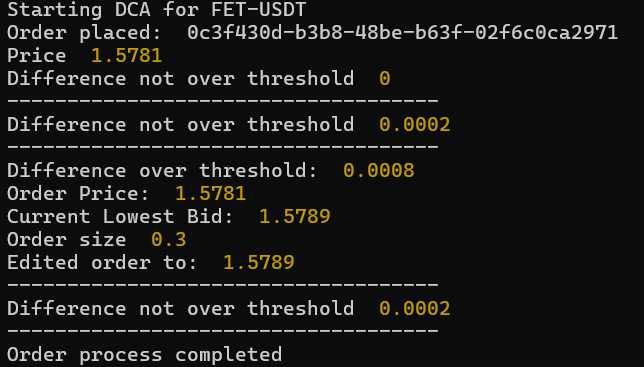 Starting DCA for FET-USDT
Order placed:  0c3f430d-b3b8-48be-b63f-02f6c0ca2971
Price  1.5781
Difference not over threshold  0
------------------------------------
Difference not over threshold  0.0002
------------------------------------
Difference over threshold:  0.0008
Order Price:  1.5781
Current Lowest Bid:  1.5789
Order size  0.3
Edited order to:  1.5789
------------------------------------
Difference not over threshold  0.0002
------------------------------------
Order process completed